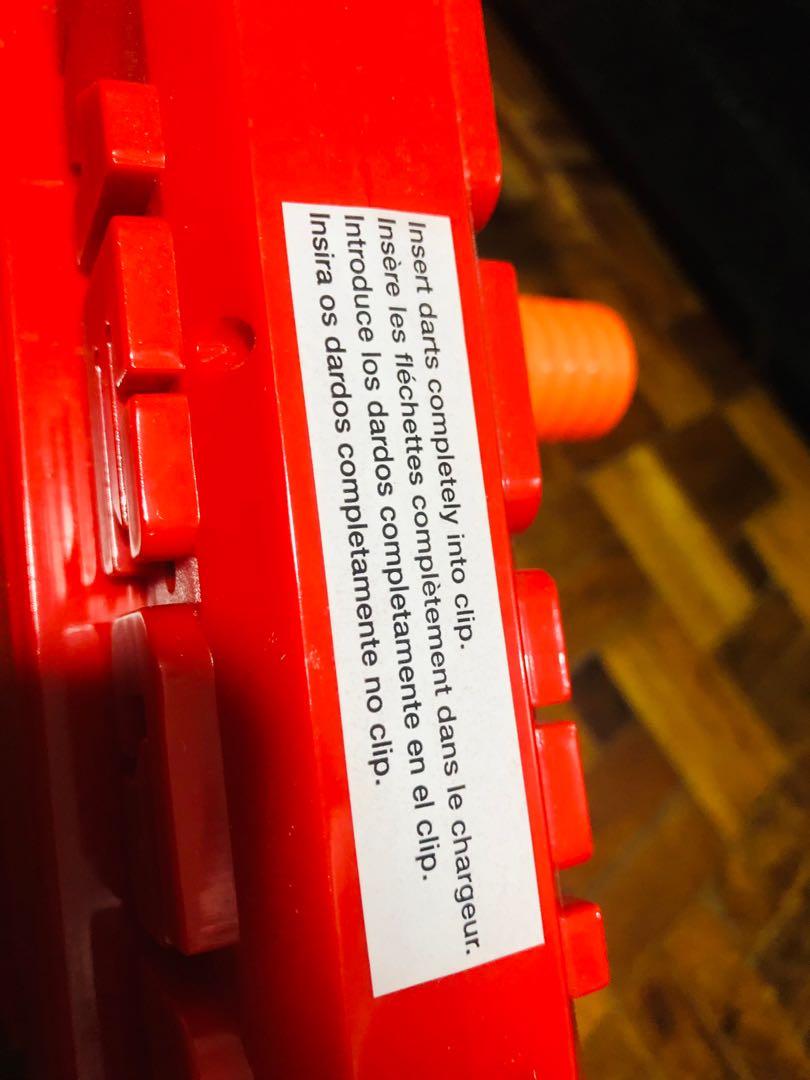 Insert darts completely into clip.
Insère les fléchettes complètement dans le chargeur.
Introduce los dardos completamente en el clip.
Insira os dardos completamente no clip.